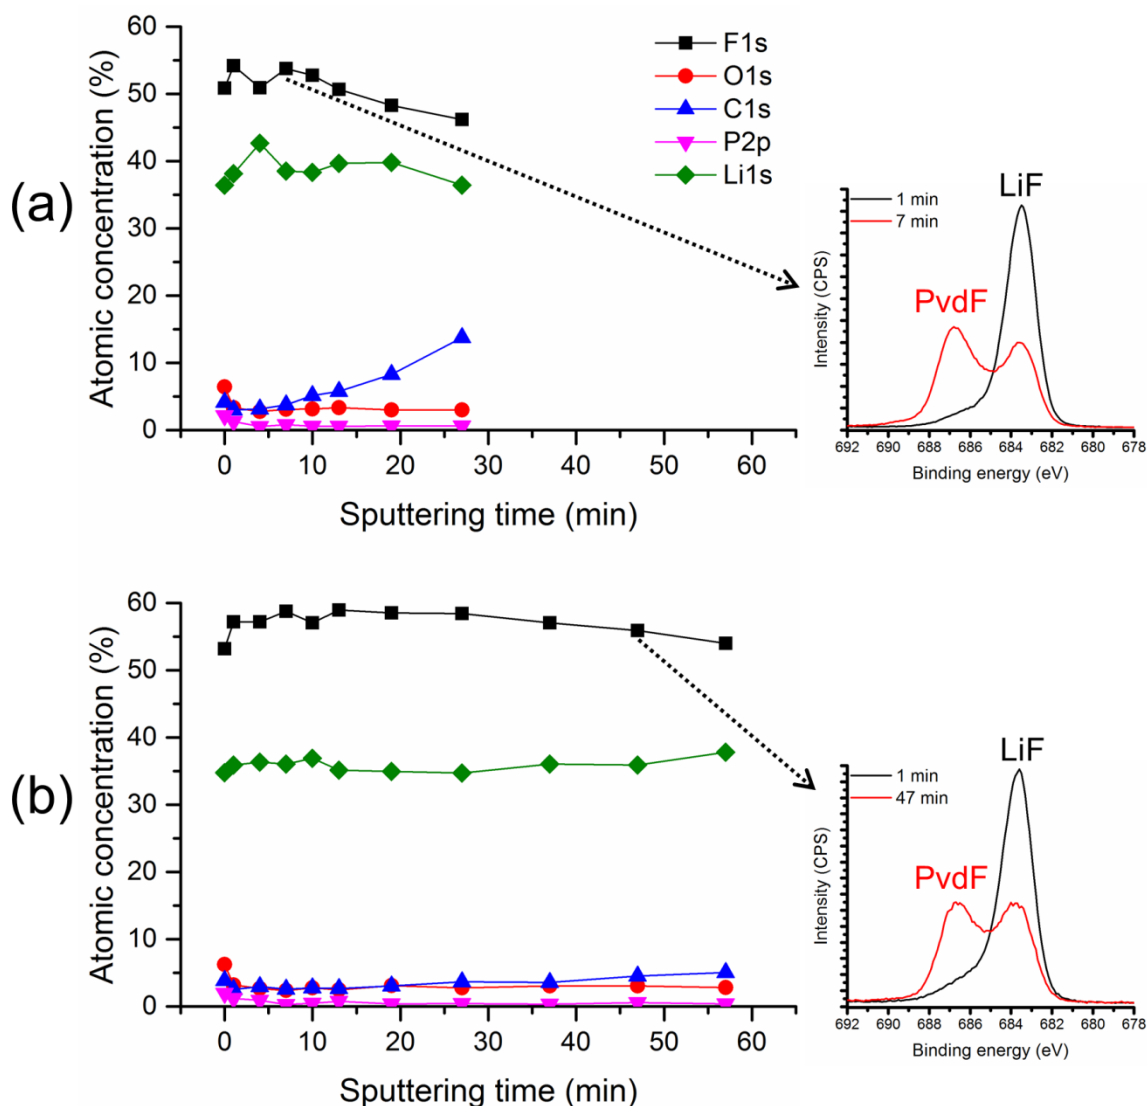 (a)
Atomic concentration (%)
60
50
40
30
20
10
0
0 10 20 30 40 50 60
Sputtering time (min)
F1s
O1s
C1s
P2p
Li1s
1 min
7 min
LiF
PvdF
Intensity (CPS)
692 690 688 686 684 682 680 678
Binding energy (eV)
(b)
Atomic concentration (%)
60
50
40
30
20
10
0
0 10 20 30 40 50 60
Sputtering time (min)
1 min
47 min
LiF
PvdF
Intensity (CPS)
692 690 688 686 684 682 680 678
Binding energy (eV)